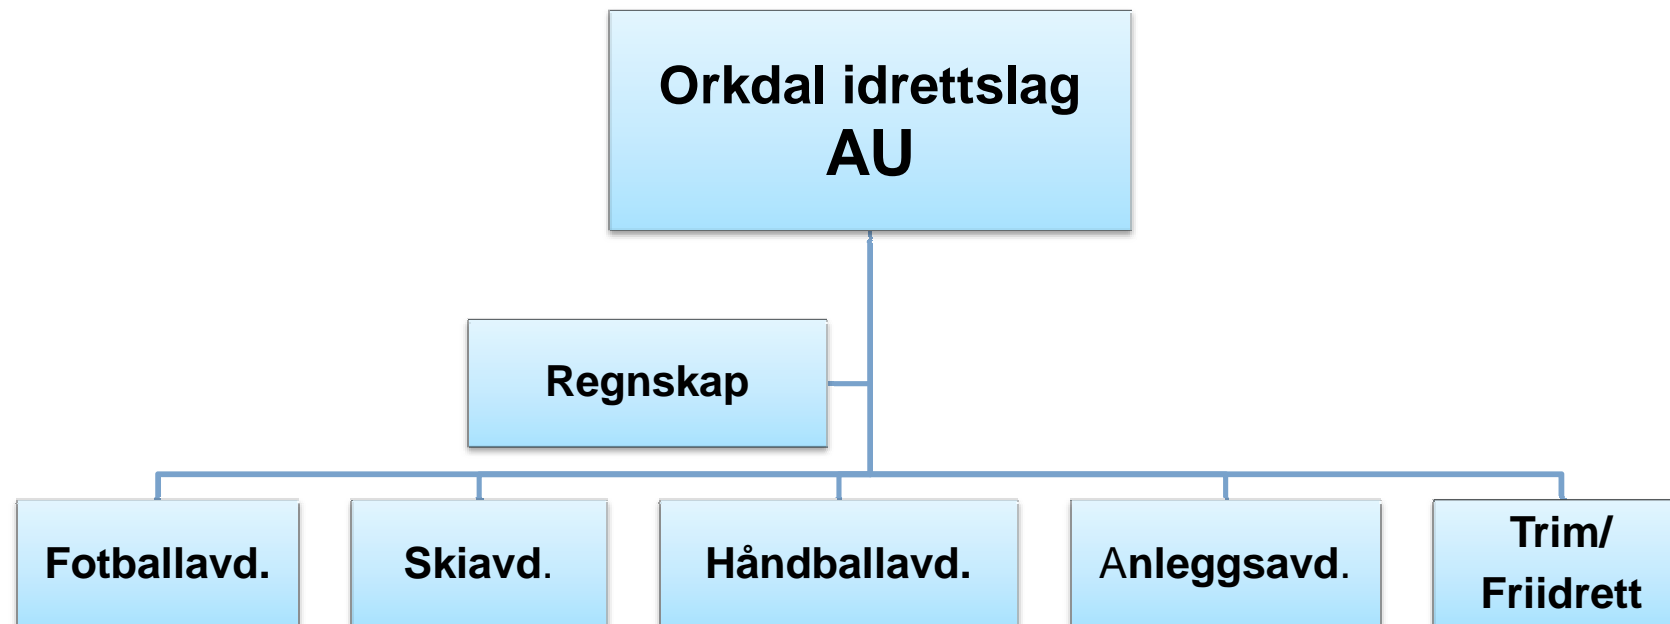 Orkdal idrettslag
AU
Regnskap
Fotballavd.
Skiavd.
Håndballavd.
Anleggsavd.
Trim/
Friidrett